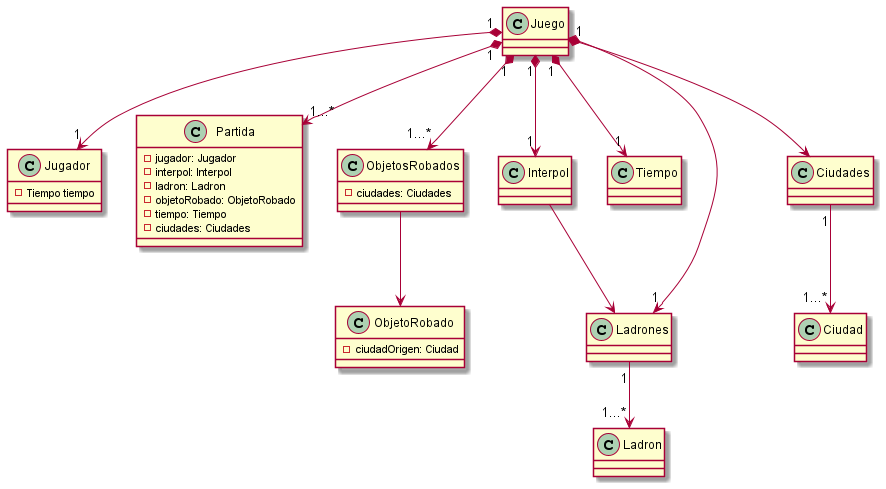 C Juego
1
1
1
1
1
1
1
1...*
1...*
1
1
1
C Jugador
Tiempo tiempo
C Partida
jugador: Jugador
interpol: Interpol
ladron: Ladron
objetoRobado: ObjetoRobado
tiempo: Tiempo
ciudades: Ciudades
C ObjetosRobados
ciudades: Ciudades
C Interpol
C Tiempo
C Ciudades
1
1...*
1
C ObjetoRobado
ciudadOrigen: Ciudad
C Ladrones
C Ciudad
1
1...*
C Ladron